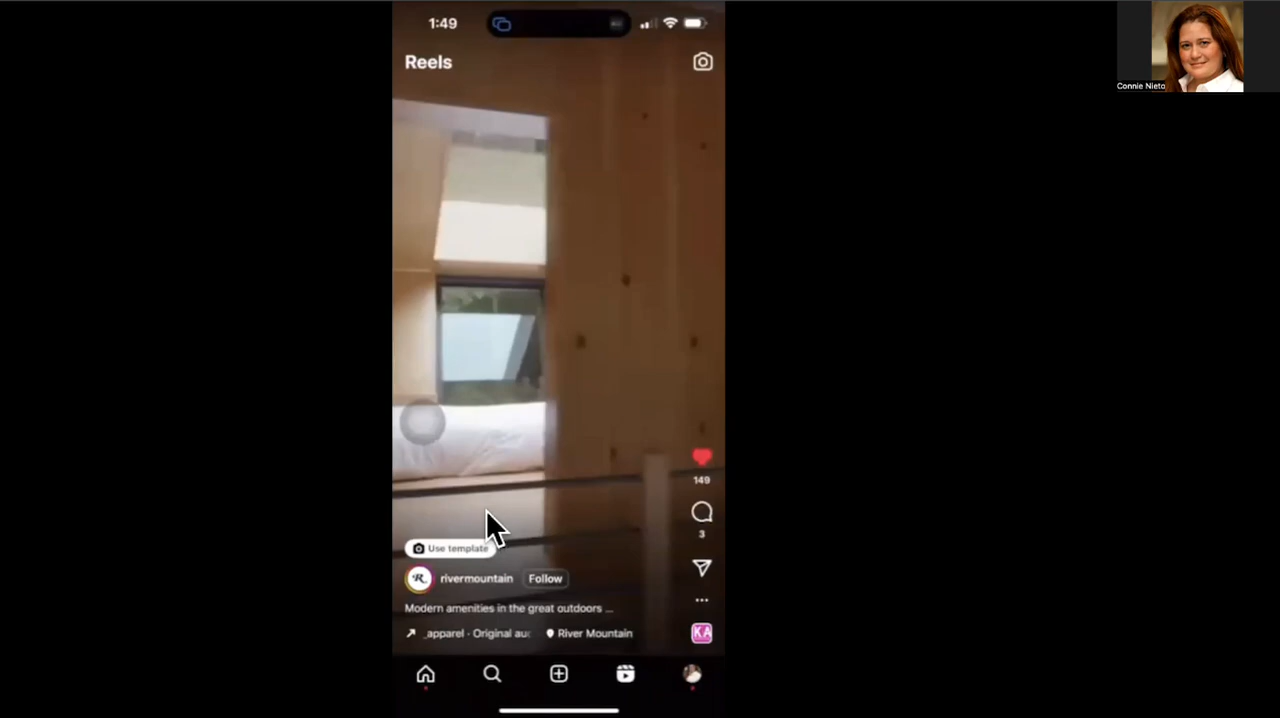 1:49
Reels
Connie Nieto
149
3
Use template
R
rivermountain
Follow
Modern amenities in the great outdoors ...
_apparel · Original au
River Mountain
KA